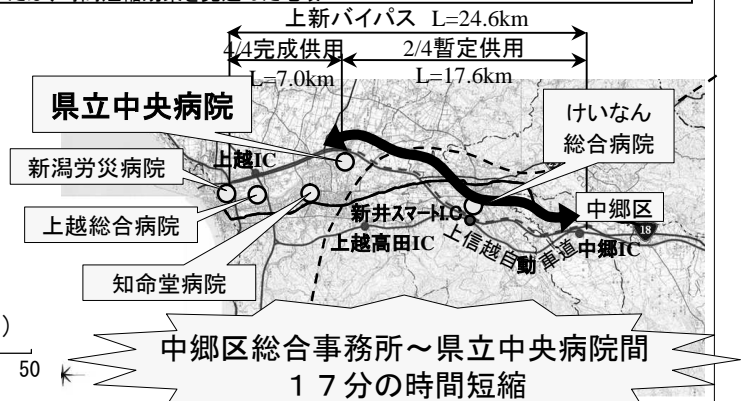 上新バイパス L=24.6km
4/4完成供用
2/4暫定供用
L=7.0km
L=17.6km
県立中央病院
けいなん
総合病院
新潟労災病院
上越IC
上越総合病院
新井スマートI.C
中郷区
上越高田IC
上信越自動車道
中郷IC
18
知命堂病院
)
50
中郷区総合事務所～県立中央病院間
１７分の時間短縮